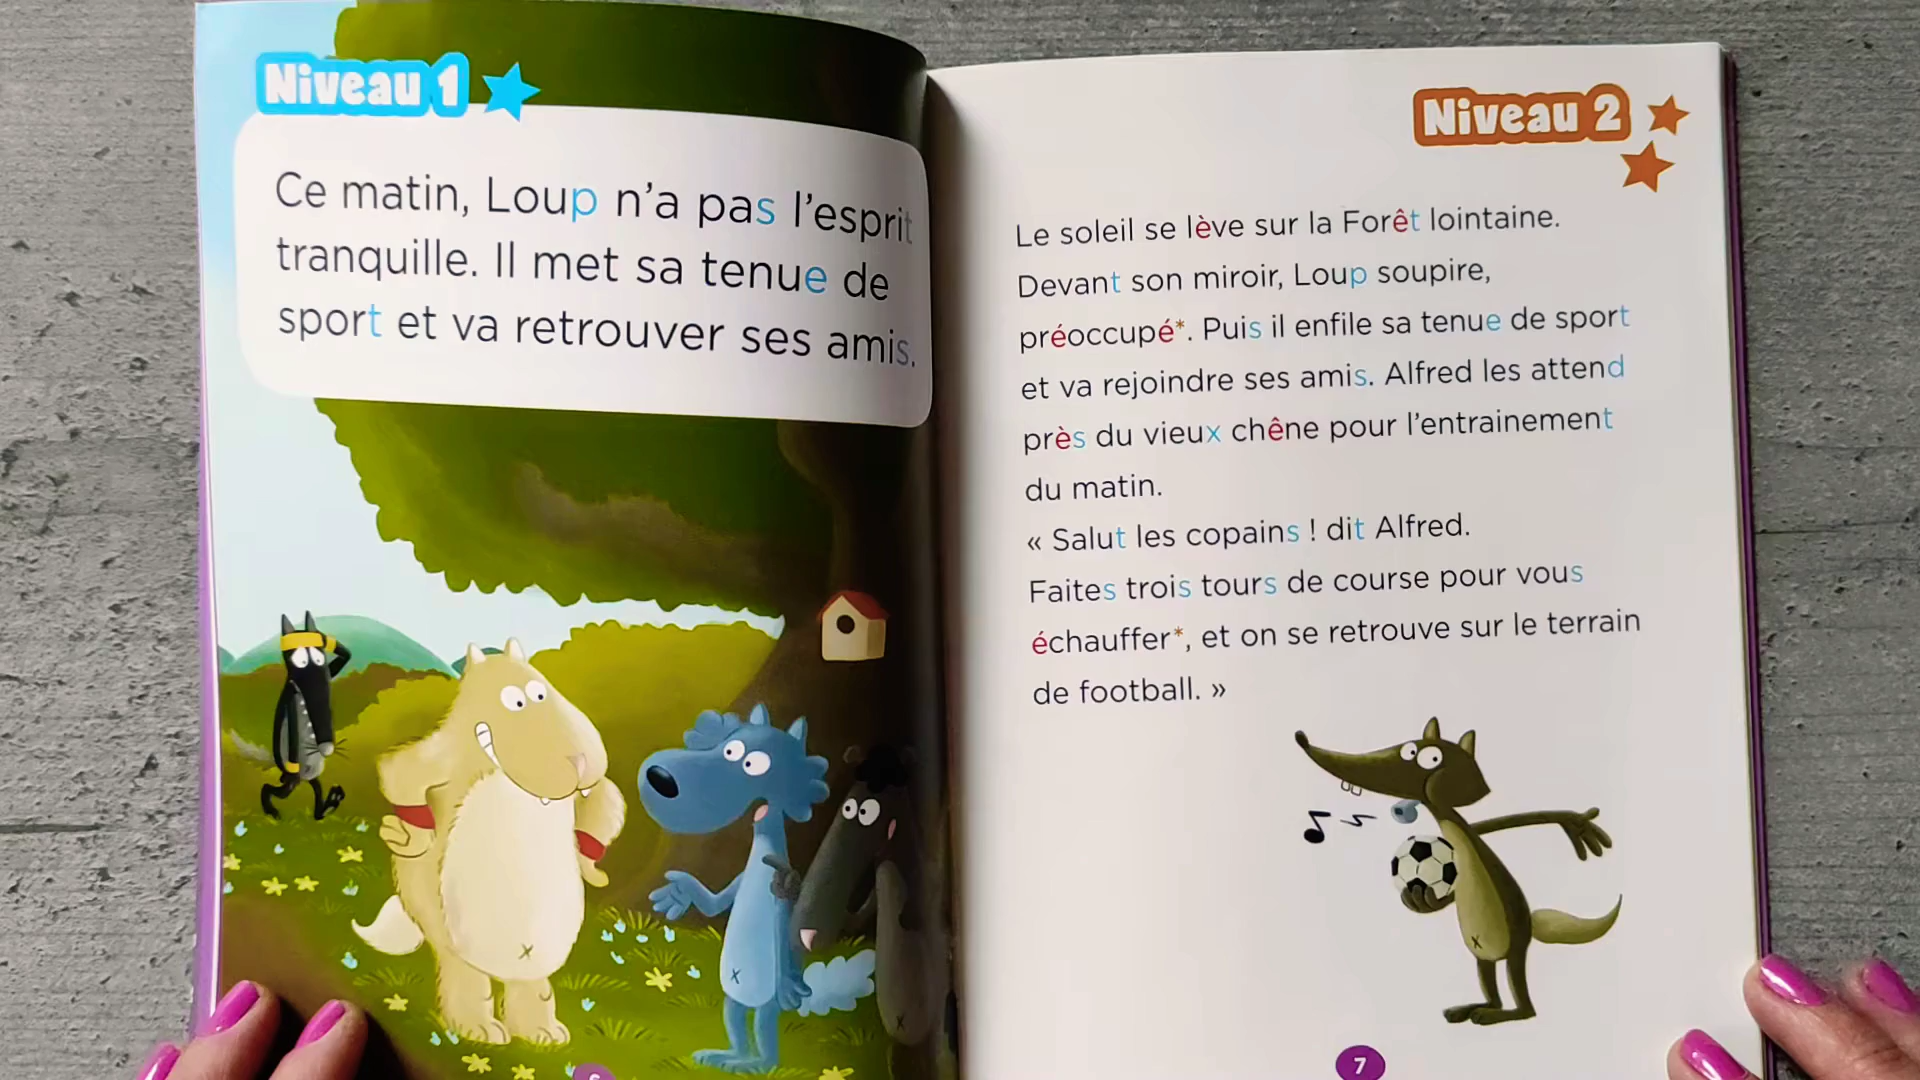 Niveau 1
Ce matin, Loup n'a pas l'esprit
tranquille. Il met sa tenue de
sport et va retrouver ses amis.
Niveau 2
Le soleil se lève sur la Forêt lointaine.
Devant son miroir, Loup soupire,
préoccupé*. Puis il enfile sa tenue de sport
et va rejoindre ses amis. Alfred les attend
près du vieux chêne pour l'entrainement
du matin.
« Salut les copains ! dit Alfred.
Faites trois tours de course pour vous
échauffer*, et on se retrouve sur le terrain
de football. »
7